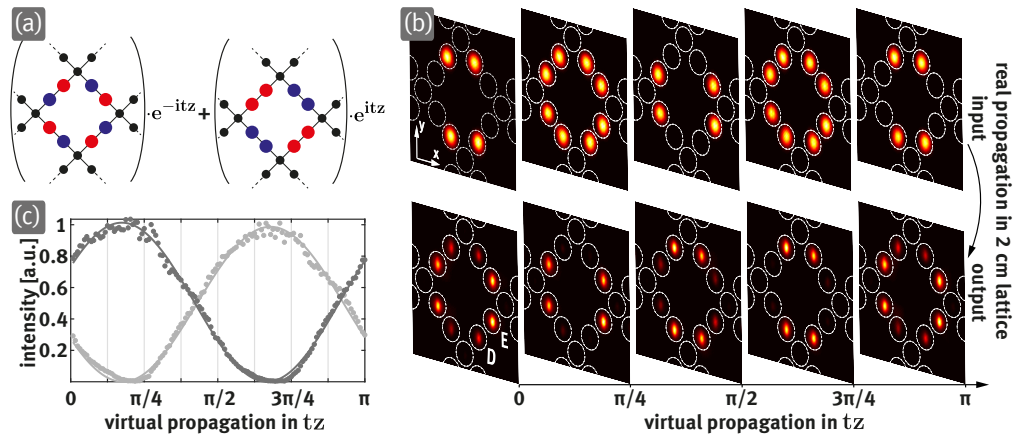 (a)
· e⁻ⁱᵗᶻ + · eⁱᵗᶻ
(b)
y
x
E
D
real propagation in 2 cm lattice
input
output
0 π/4 π/2 3π/4 π
virtual propagation in tz
(c)
intensity [a.u.]
1
0.8
0.6
0.4
0.2
0 π/4 π/2 3π/4 π
virtual propagation in tz